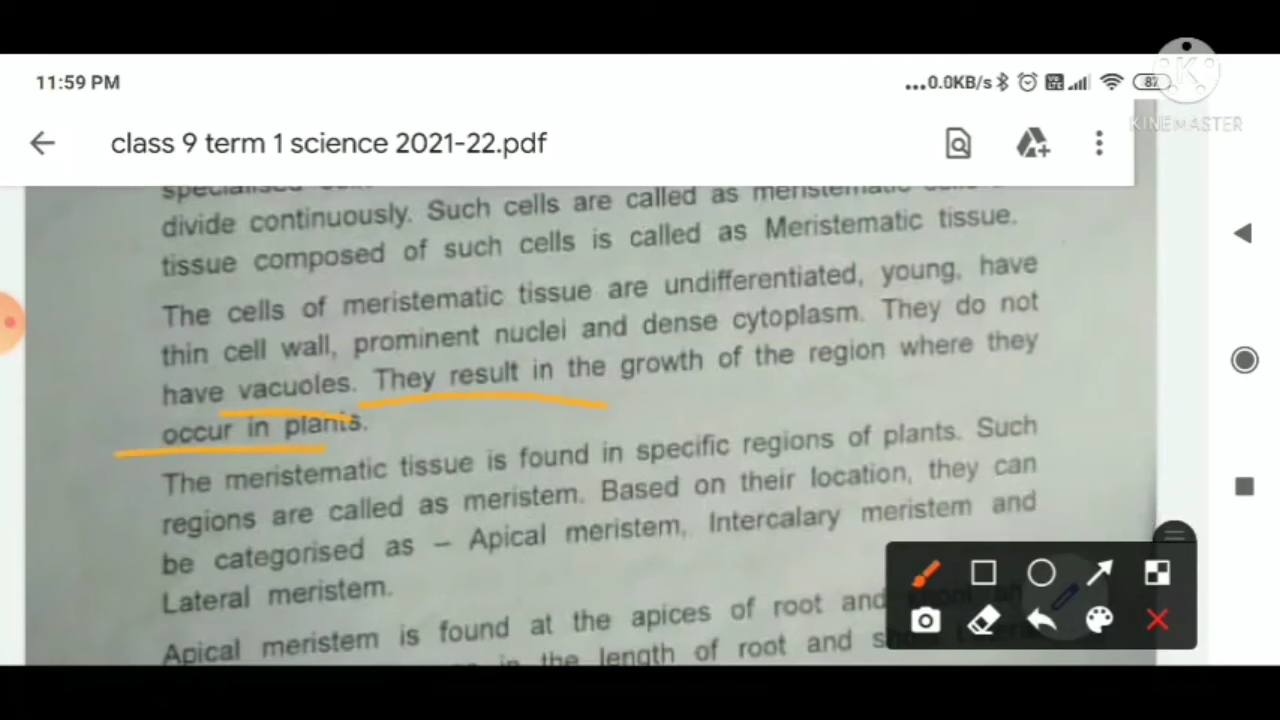 11:59 PM
...0.0KB/s
82
KINEMASTER
class 9 term 1 science 2021-22.pdf
divide continuously. Such cells are called as meristematic
tissue composed of such cells is called as Meristematic tissue.
The cells of meristematic tissue are undifferentiated, young, have
thin cell wall, prominent nuclei and dense cytoplasm. They do not
have vacuoles. They result in the growth of the region where they
occur in plants.
The meristematic tissue is found in specific regions of plants. Such
regions are called as meristem. Based on their location, they can
be categorised as – Apical meristem, Intercalary meristem and
Lateral meristem.
Apical meristem is found at the apices of root and
in the length of root and